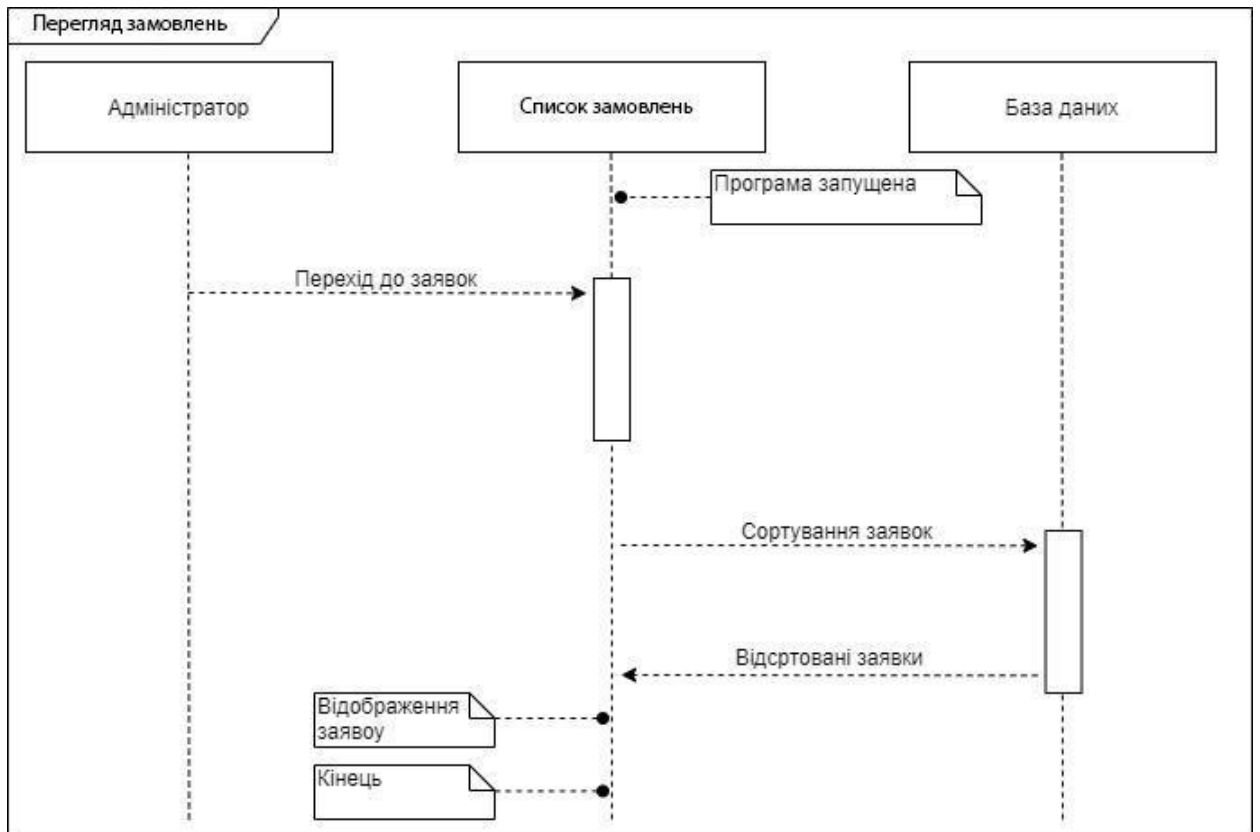 Перегляд замовлень
Адміністратор
Список замовлень
База даних
Програма запущена
Перехід до заявок
Сортування заявок
Відсртовані заявки
Відображення
заявоу
Кінець